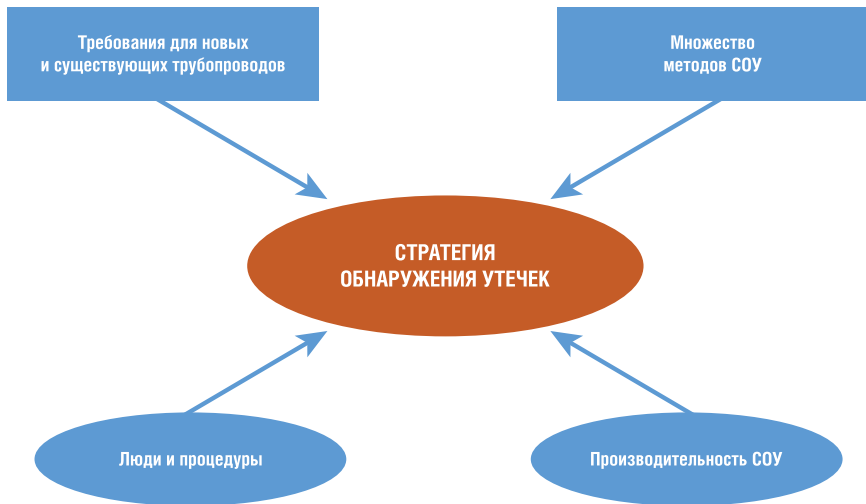 Требования для новых
и существующих трубопроводов
Множество
методов СОУ
СТРАТЕГИЯ
ОБНАРУЖЕНИЯ УТЕЧЕК
Люди и процедуры
Производительность СОУ